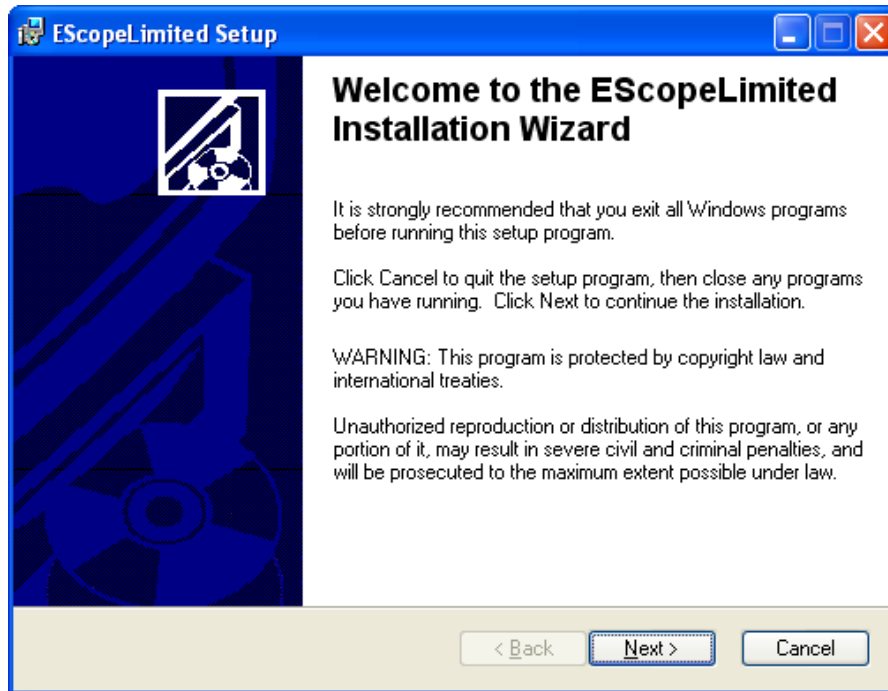 EScopeLimited Setup
Welcome to the EScopeLimited
Installation Wizard
It is strongly recommended that you exit all Windows programs
before running this setup program.
Click Cancel to quit the setup program, then close any programs
you have running.  Click Next to continue the installation.
WARNING: This program is protected by copyright law and
international treaties.
Unauthorized reproduction or distribution of this program, or any
portion of it, may result in severe civil and criminal penalties, and
will be prosecuted to the maximum extent possible under law.
< Back
Next >
Cancel